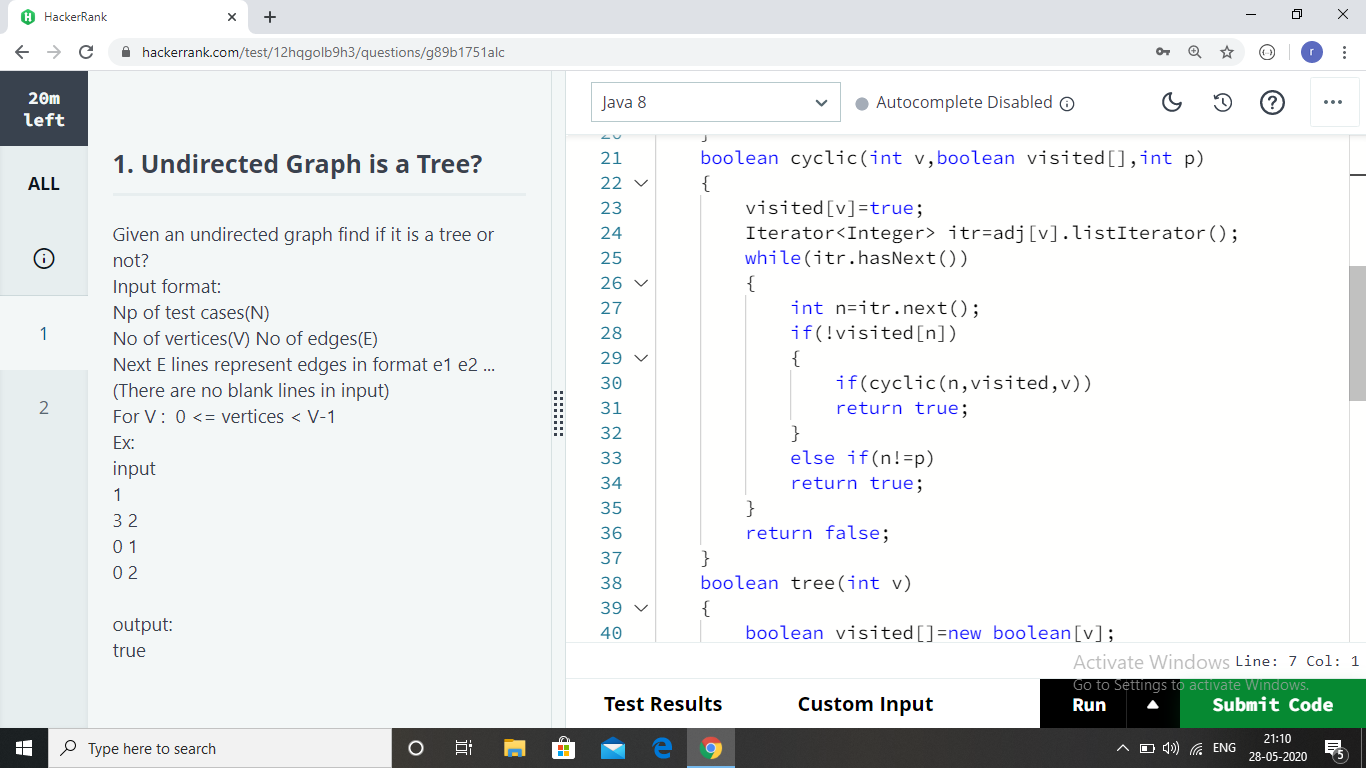 HackerRank
hackerrank.com/test/12hqgolb9h3/questions/g89b1751alc
r
20m
left
ALL
1
2
1. Undirected Graph is a Tree?
Given an undirected graph find if it is a tree or
not?
Input format:
Np of test cases(N)
No of vertices(V) No of edges(E)
Next E lines represent edges in format e1 e2 ...
(There are no blank lines in input)
For V : 0 <= vertices < V-1
Ex:
input
1
3 2
0 1
0 2
output:
true
Java 8
Autocomplete Disabled
20 }
21 boolean cyclic(int v,boolean visited[],int p)
22 {
23 visited[v]=true;
24 Iterator<Integer> itr=adj[v].listIterator();
25 while(itr.hasNext())
26 {
27 int n=itr.next();
28 if(!visited[n])
29 {
30 if(cyclic(n,visited,v))
31 return true;
32 }
33 else if(n!=p)
34 return true;
35 }
36 return false;
37 }
38 boolean tree(int v)
39 {
40 boolean visited[]=new boolean[v];
Activate Windows
Go to Settings to activate Windows.
Line: 7 Col: 1
Test Results
Custom Input
Run
Submit Code
Type here to search
ENG
21:10
28-05-2020
5